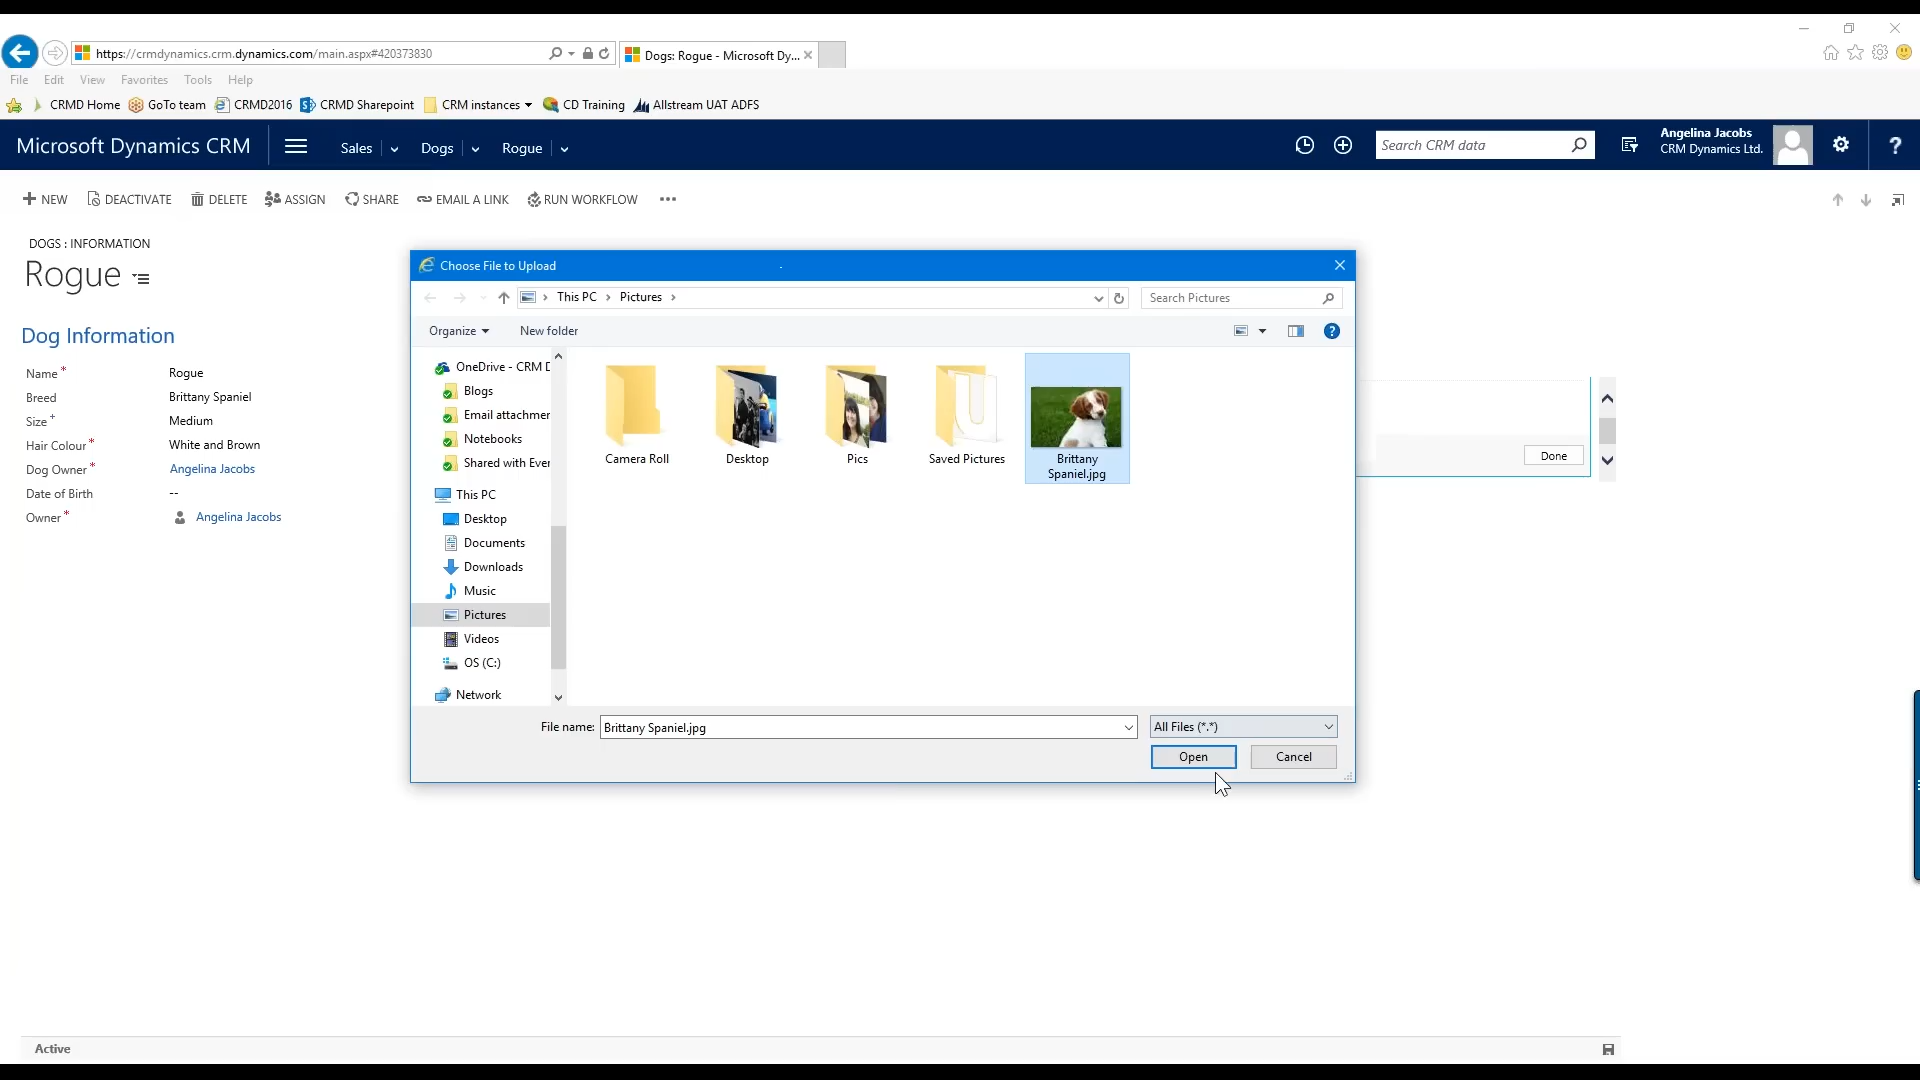 https://crmdynamics.crm.dynamics.com/main.aspx#420373830
Dogs: Rogue - Microsoft Dy...
File Edit View Favorites Tools Help
CRMD Home GoTo team CRMD2016 CRMD Sharepoint CRM instances CD Training Allstream UAT ADFS
Microsoft Dynamics CRM Sales Dogs Rogue Search CRM data
Angelina Jacobs
CRM Dynamics Ltd.
?
NEW DEACTIVATE DELETE ASSIGN SHARE EMAIL A LINK RUN WORKFLOW •••
DOGS : INFORMATION
Rogue
Dog Information
Name* Rogue
Breed Brittany Spaniel
Size+ Medium
Hair Colour* White and Brown
Dog Owner* Angelina Jacobs
Date of Birth --
Owner* Angelina Jacobs
Choose File to Upload
This PC > Pictures >
Search Pictures
Organize New folder
?
OneDrive - CRM D
Blogs
Email attachmen
Notebooks
Shared with Ever
This PC
Desktop
Documents
Downloads
Music
Pictures
Videos
OS (C:)
Network
Camera Roll
Desktop
Pics
Saved Pictures
Brittany
Spaniel.jpg
File name: Brittany Spaniel.jpg
All Files (*.*)
Open Cancel
Done
Active